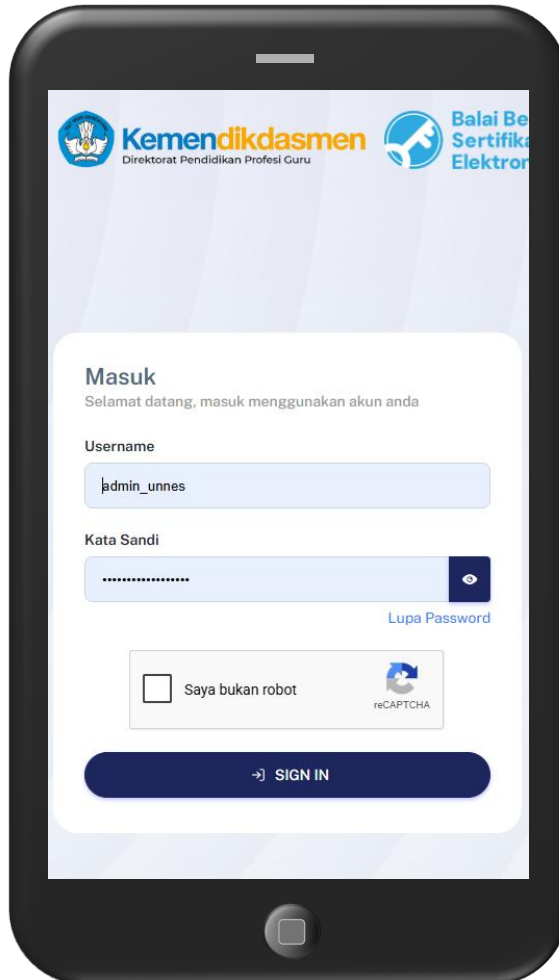 Kemendikdasmen
Direktorat Pendidikan Profesi Guru
Balai Be
Sertifika
Elektron
Masuk
Selamat datang, masuk menggunakan akun anda
Username
admin_unnes
Kata Sandi
••••••••••••••••••
Lupa Password
Saya bukan robot
reCAPTCHA
SIGN IN